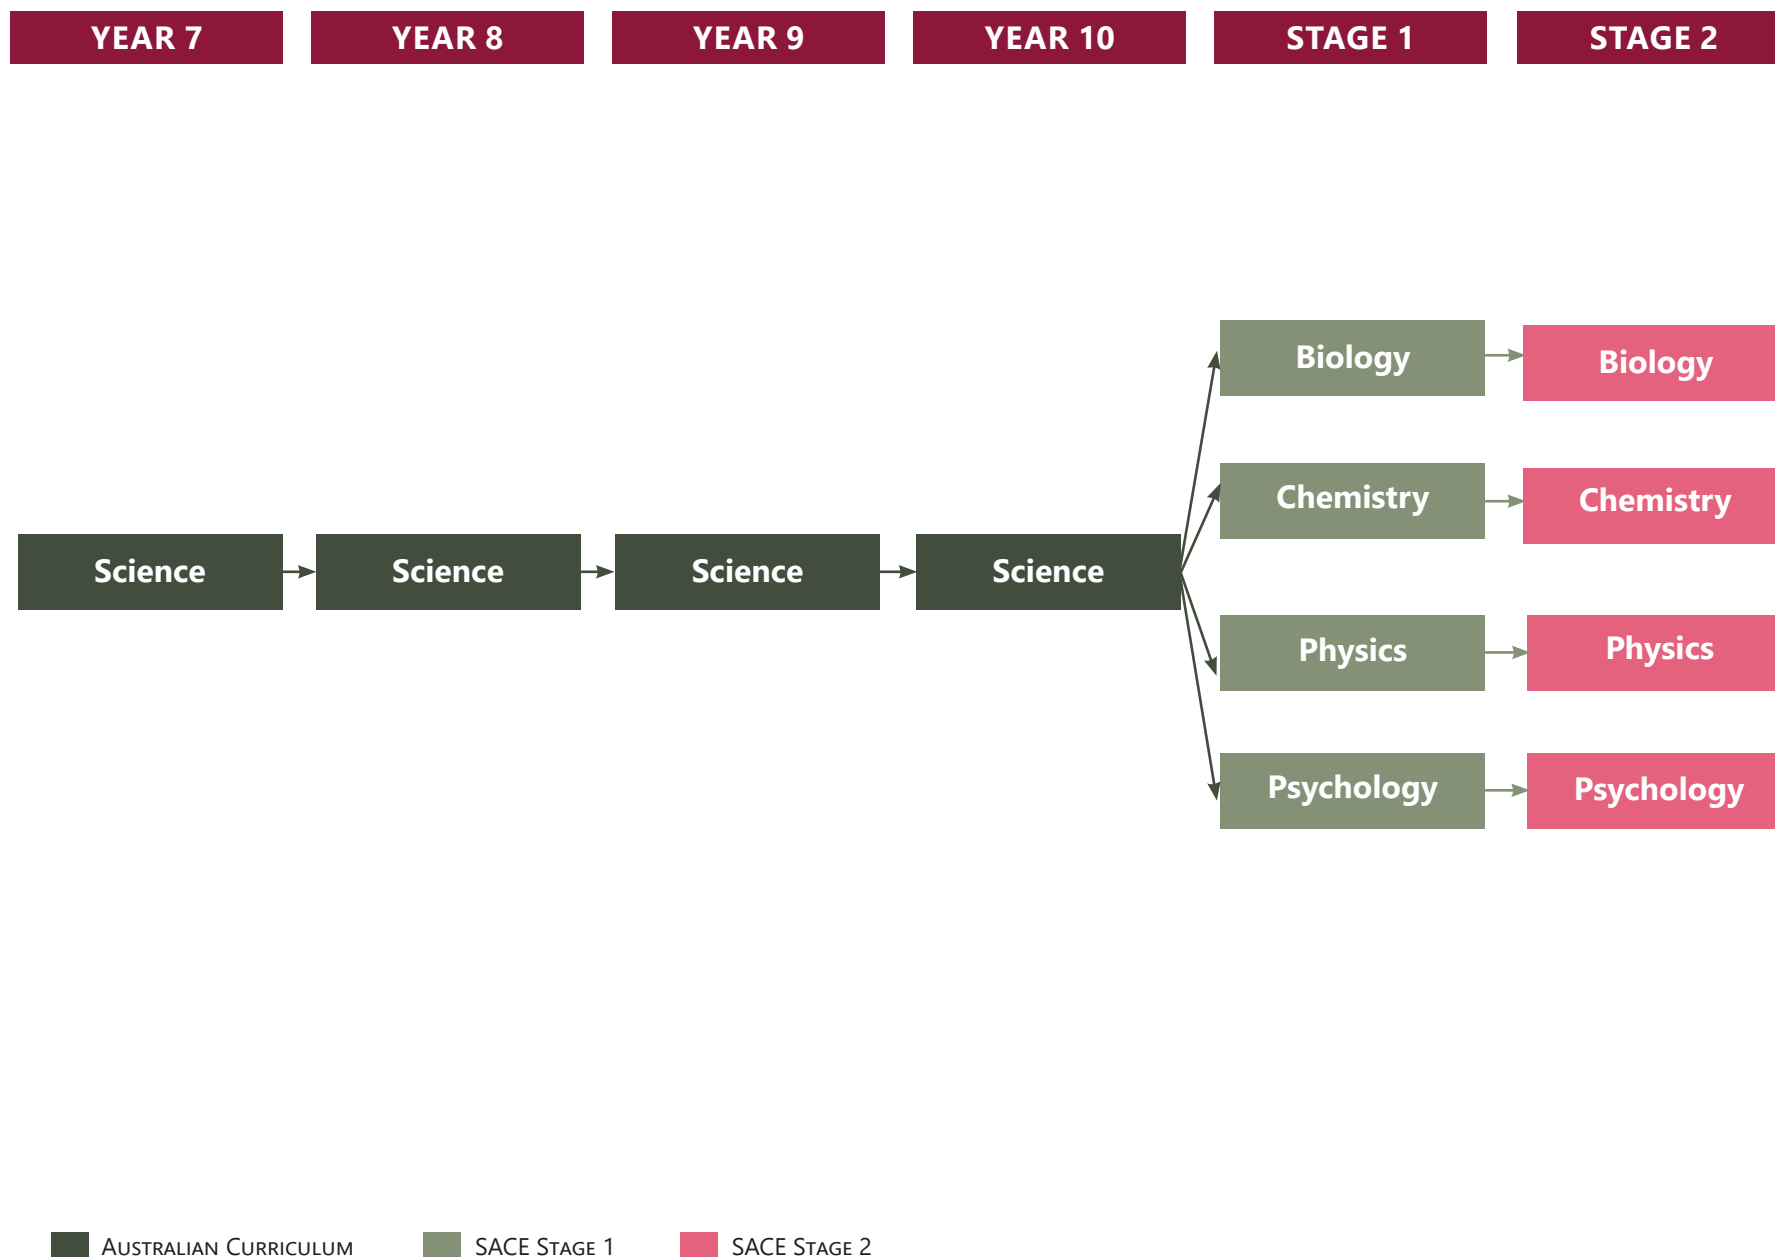 YEAR 7
YEAR 8
YEAR 9
YEAR 10
STAGE 1
STAGE 2
Biology
Biology
Chemistry
Chemistry
Science
Science
Science
Science
Physics
Physics
Psychology
Psychology
Australian Curriculum
SACE Stage 1
SACE Stage 2